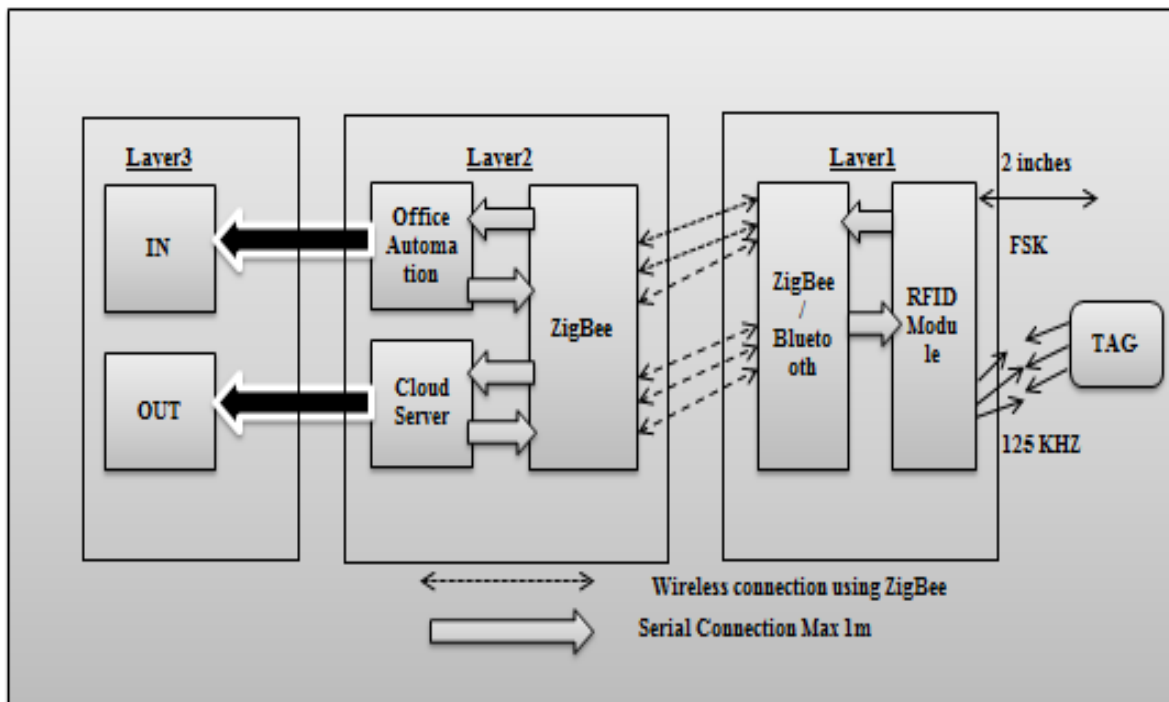 Layer3
IN
OUT
Layer2
Office
Automa
tion
Cloud
Server
ZigBee
Layer1
ZigBee
/
Blueto
oth
RFID
Modu
le
2 inches
FSK
TAG
125 KHZ
Wireless connection using ZigBee
Serial Connection Max 1m